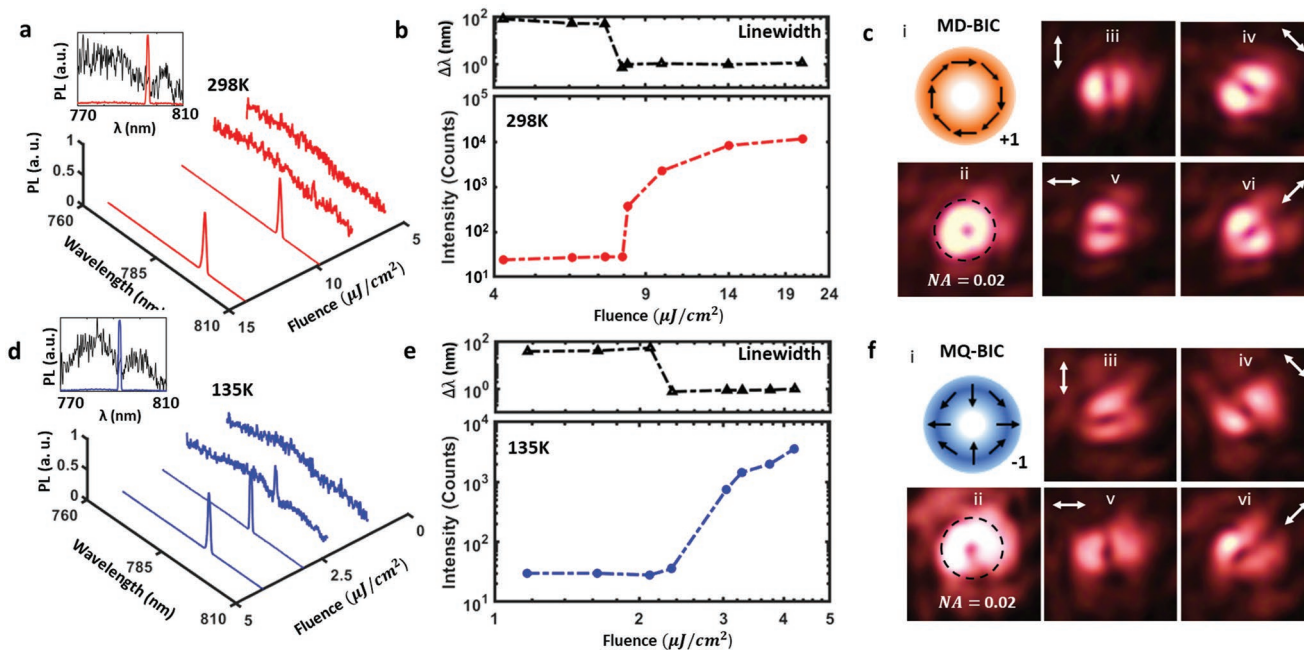 a
PL (a.u.)
770
810
λ (nm)
298K
PL (a. u.)
1
0.5
0
760
785
810
Wavelength (nm)
15
10
5
Fluence (μJ/cm²)
b
Δλ (nm)
10²
10⁰
Linewidth
Intensity (Counts)
10⁵
10⁴
10³
10²
10¹
298K
4
9
14
19
24
Fluence (μJ/cm²)
c
i
MD-BIC
+1
ii
NA = 0.02
iii
iv
v
vi
d
PL (a.u.)
770
810
λ (nm)
135K
PL (a. u.)
1
0.5
0
760
785
810
Wavelength (nm)
5
2.5
0
Fluence (μJ/cm²)
e
Δλ (nm)
10²
10⁰
Linewidth
Intensity (Counts)
10⁴
10³
10²
10¹
135K
1
2
3
4
5
Fluence (μJ/cm²)
f
i
MQ-BIC
-1
ii
NA = 0.02
iii
iv
v
vi